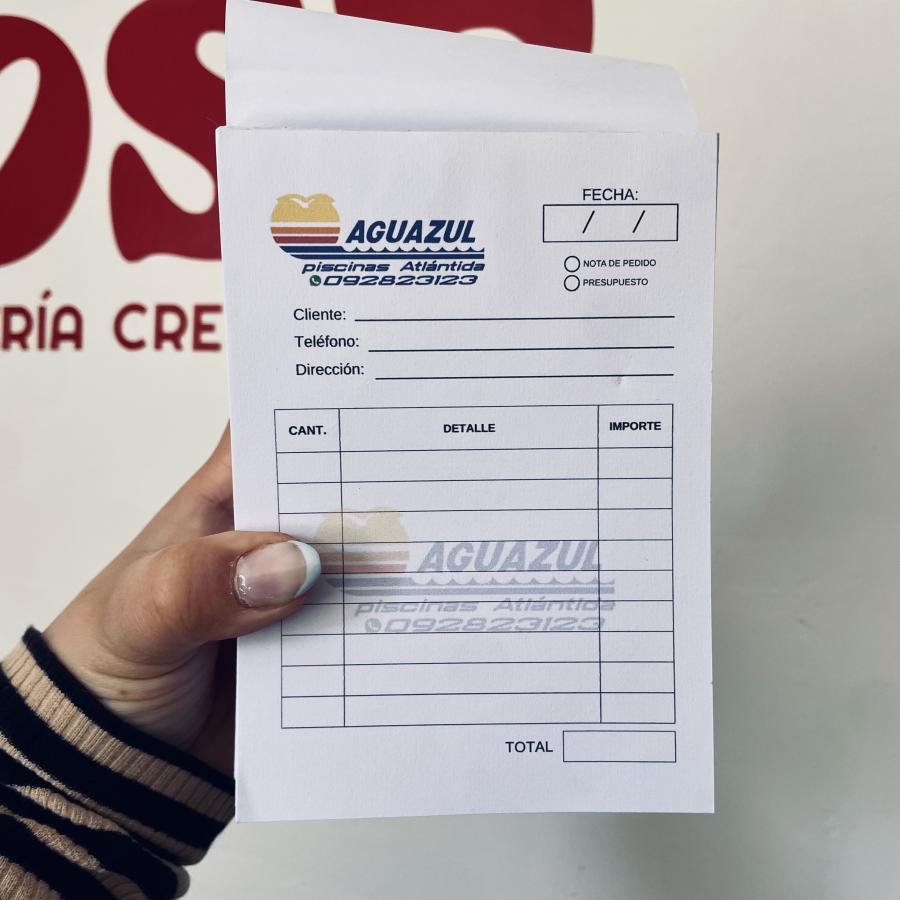 OS
RÍA CRE
AGUAZUL
piscinas Atlántida
092823123
FECHA:
/ /
NOTA DE PEDIDO
PRESUPUESTO
Cliente:
Teléfono:
Dirección:
CANT. DETALLE IMPORTE
AGUAZUL
piscinas Atlántida
092823123
TOTAL